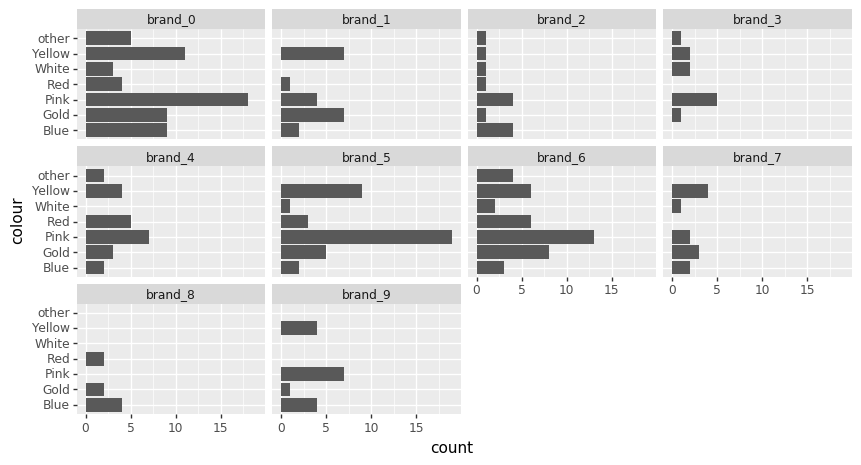 brand_0 brand_1 brand_2 brand_3
other
Yellow
White
Red
Pink
Gold
Blue
brand_4 brand_5 brand_6 brand_7
other
Yellow
White
Red
Pink
Gold
Blue
0 5 10 15 0 5 10 15
brand_8 brand_9
other
Yellow
White
Red
Pink
Gold
Blue
0 5 10 15 0 5 10 15
colour
count